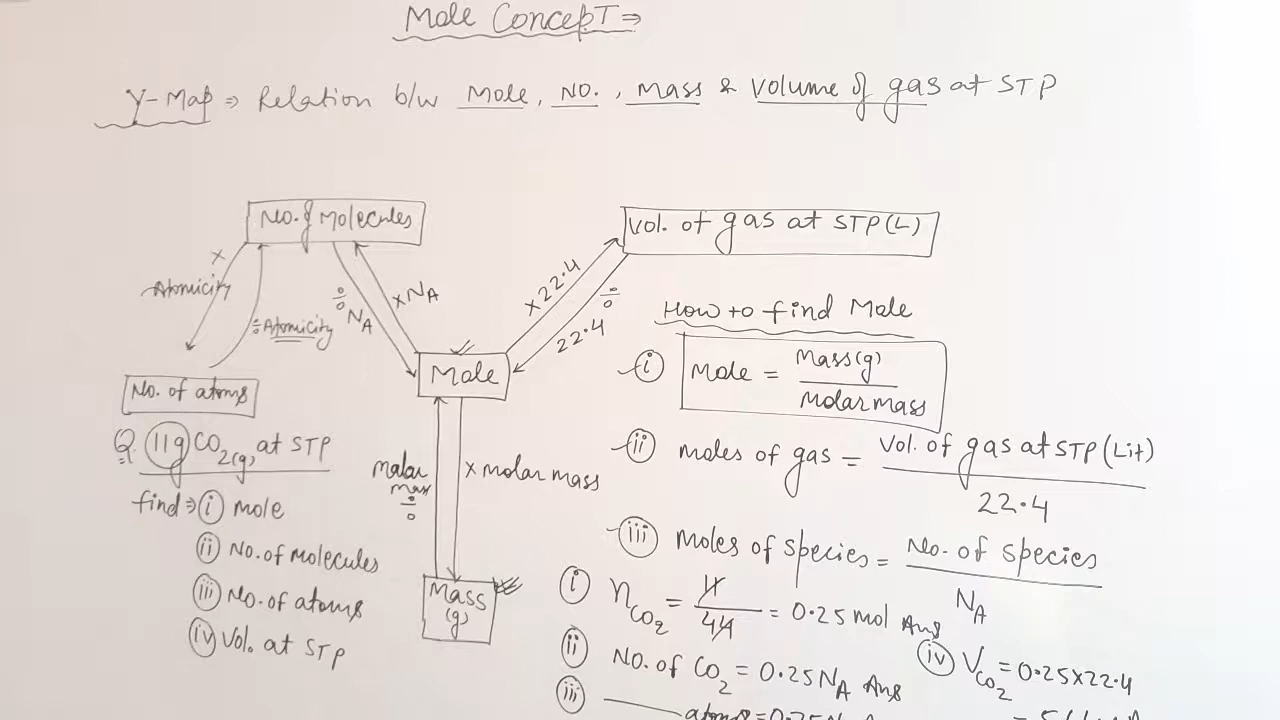 Mole Concept ⇒
Y-Map ⇒ Relation b/w Mole, No., Mass & Volume of gas at STP
No. of Molecules
Vol. of gas at STP(L)
× Atomicity
÷ Atomicity
÷ NA
× NA
× 22.4
÷ 22.4
Mole
No. of atoms
How to find Mole
(i) Mole = Mass(g) / Molar mass
(ii) moles of gas = Vol. of gas at STP (Lit) / 22.4
(iii) Moles of species = No. of species / NA
Q. 11g CO2(g) at STP
find ⇒ (i) mole
(ii) No. of molecules
(iii) No. of atoms
(iv) Vol. at STP
molar mass ÷
× molar mass
Mass (g)
(i) nCO2 = 11 / 44 = 0.25 mol Ans
(ii) No. of CO2 = 0.25 NA Ans
(iii) atoms = 0.75 N
(iv) VCO2 = 0.25×22.4